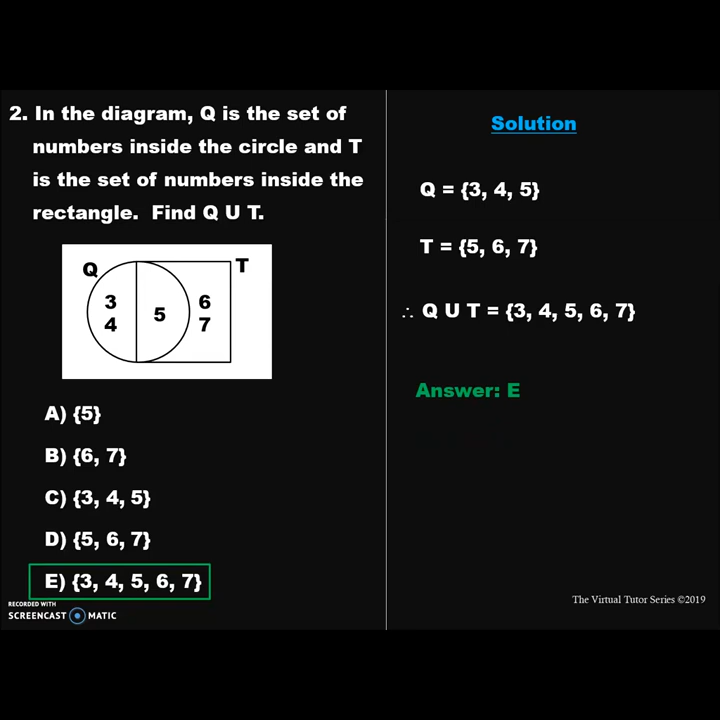 2. In the diagram, Q is the set of
numbers inside the circle and T
is the set of numbers inside the
rectangle. Find Q U T.
Q
T
3
4
5
6
7
A) {5}
B) {6, 7}
C) {3, 4, 5}
D) {5, 6, 7}
E) {3, 4, 5, 6, 7}
RECORDED WITH
SCREENCAST MATIC
Solution
Q = {3, 4, 5}
T = {5, 6, 7}
∴ Q U T = {3, 4, 5, 6, 7}
Answer: E
The Virtual Tutor Series ©2019